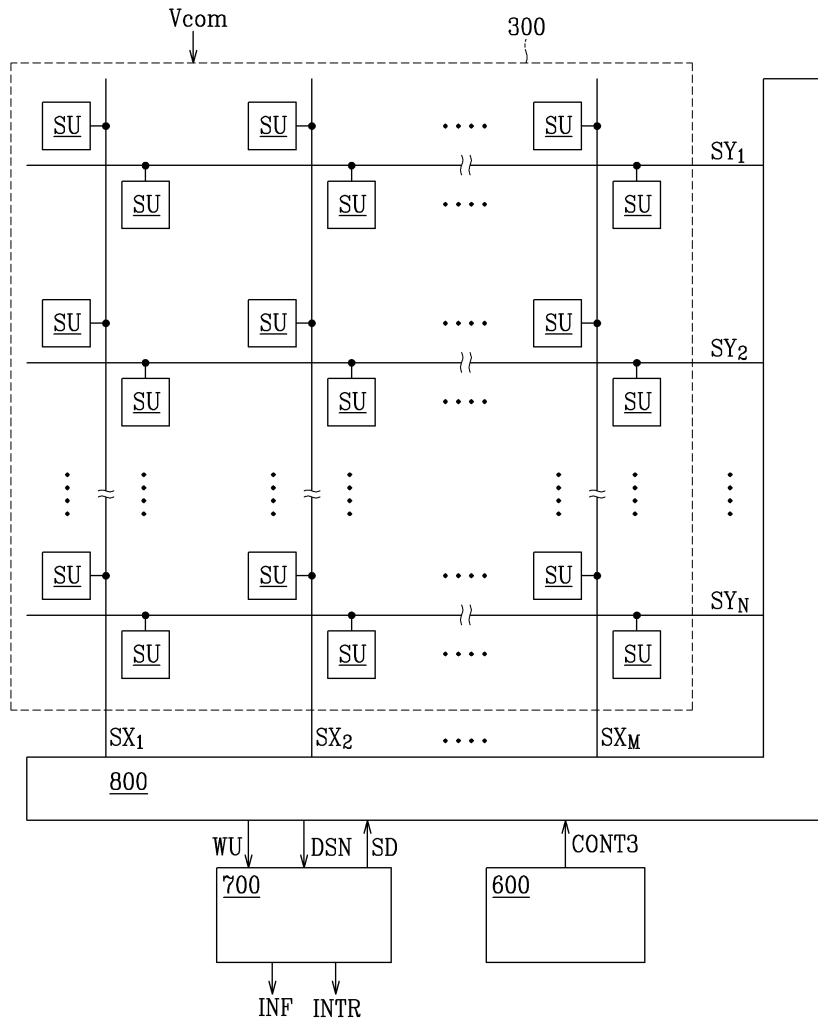 Vcom
300
SU SU SU
SY1
SU SU SU
SU SU SU
SY2
SU SU SU
SU SU SU
SYN
SU SU SU
SX1 SX2 SXM
800
WU DSN SD CONT3
700 600
INF INTR